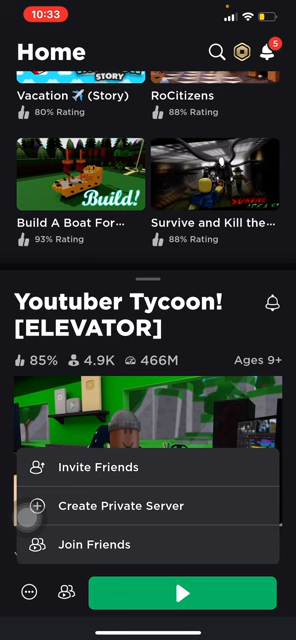 10:33
Home
5
STORY
Vacation ✈️ (Story)
RoCitizens
80% Rating
88% Rating
Build!
Build A Boat For...
Survive and Kill the...
93% Rating
88% Rating
Youtuber Tycoon!
[ELEVATOR]
85%
4.9K
466M
Ages 9+
Invite Friends
Create Private Server
Join Friends